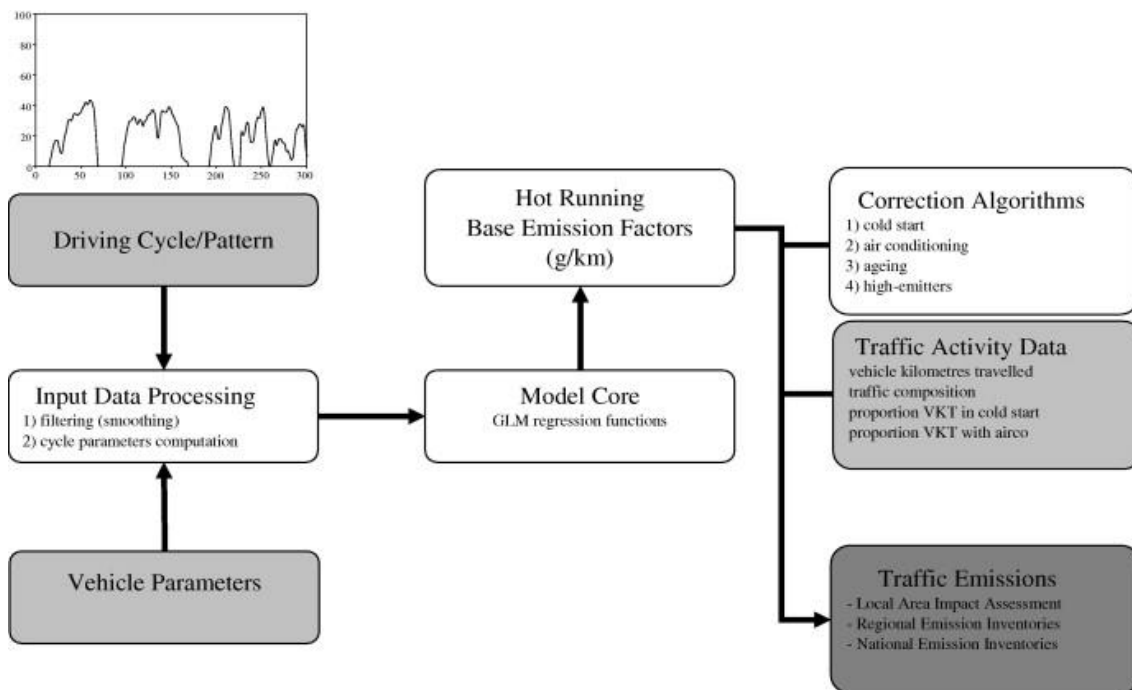 100
80
60
40
20
0
0 50 100 150 200 250 300
Driving Cycle/Pattern
Input Data Processing
1) filtering (smoothing)
2) cycle parameters computation
Vehicle Parameters
Hot Running
Base Emission Factors
(g/km)
Model Core
GLM regression functions
Correction Algorithms
1) cold start
2) air conditioning
3) ageing
4) high-emitters
Traffic Activity Data
vehicle kilometres travelled
traffic composition
proportion VKT in cold start
proportion VKT with airco
Traffic Emissions
- Local Area Impact Assessment
- Regional Emission Inventories
- National Emission Inventories